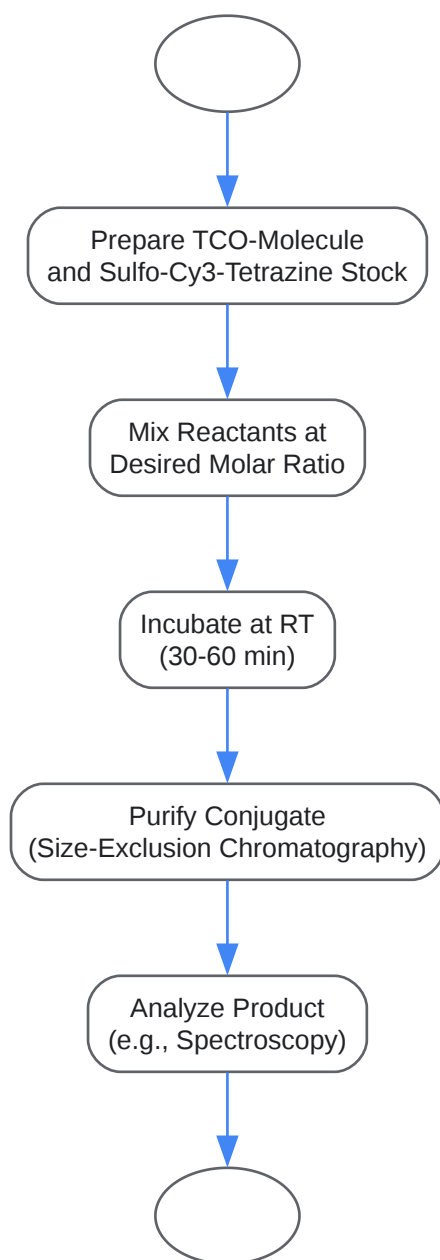 Prepare TCO-Molecule
and Sulfo-Cy3-Tetrazine Stock
Mix Reactants at
Desired Molar Ratio
Incubate at RT
(30-60 min)
Purify Conjugate
(Size-Exclusion Chromatography)
Analyze Product
(e.g., Spectroscopy)